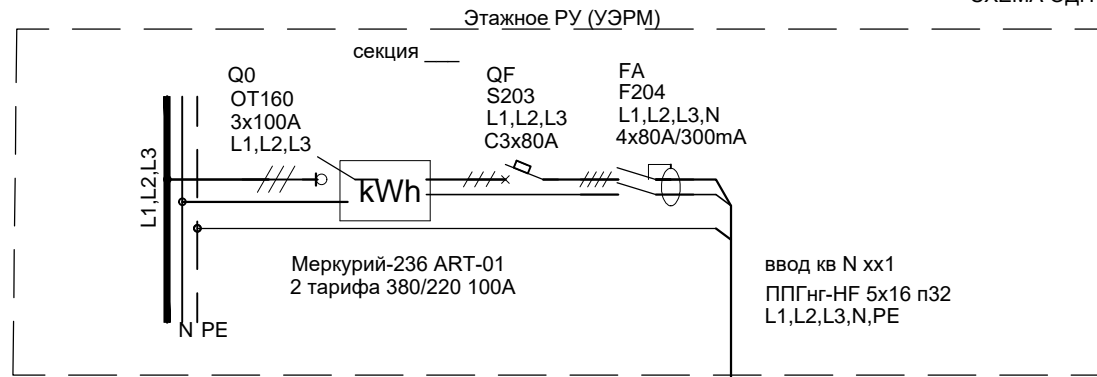 Этажное РУ (УЭРМ)
секция ___
Q0
OT160
3x100A
L1,L2,L3
QF
S203
L1,L2,L3
C3x80A
FA
F204
L1,L2,L3,N
4x80A/300mA
L1,L2,L3
kWh
Меркурий-236 ART-01
2 тарифа 380/220 100А
ввод кв N xx1
ППГнг-HF 5x16 п32
L1,L2,L3,N,PE
N PE